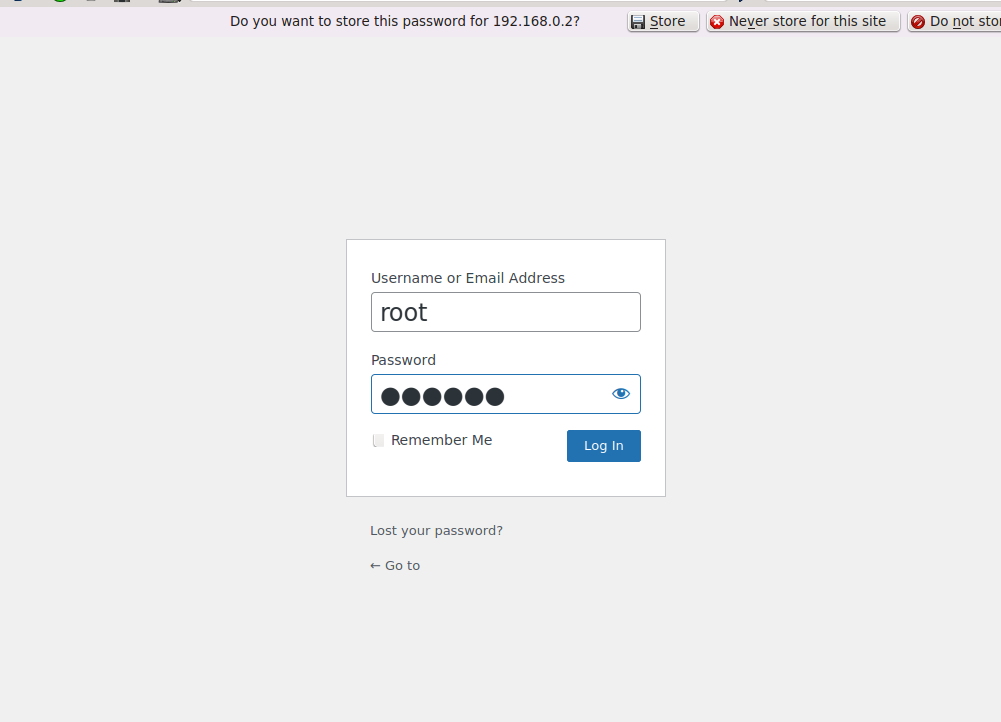 Do you want to store this password for 192.168.0.2? Store Never store for this site Do not stor
Username or Email Address
root
Password
Remember Me Log In
Lost your password?
← Go to